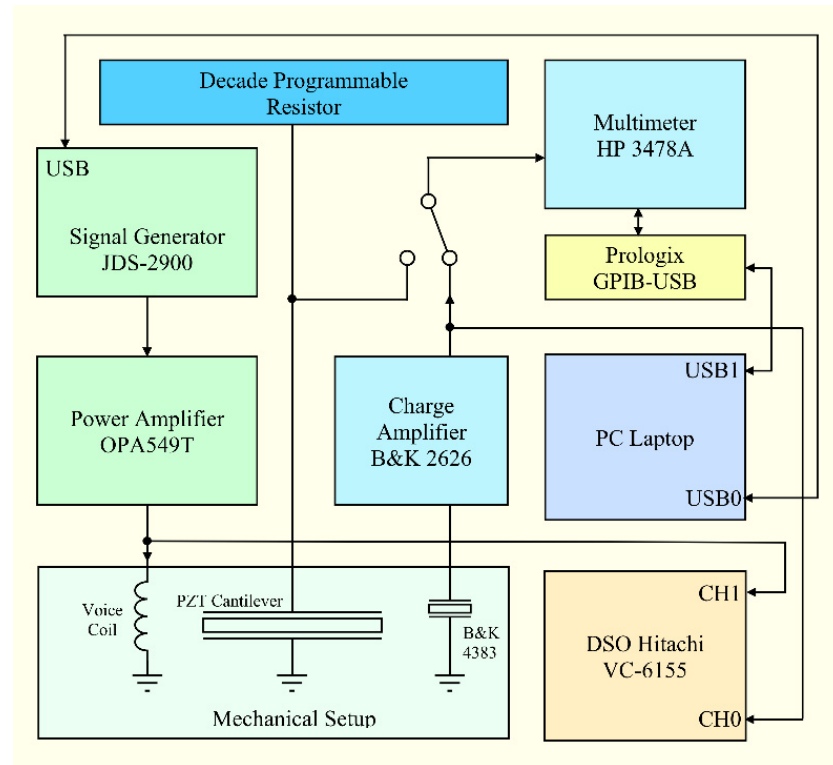 Decade Programmable
Resistor
Multimeter
HP 3478A
USB
Signal Generator
JDS-2900
Prologix
GPIB-USB
Power Amplifier
OPA549T
Charge
Amplifier
B&K 2626
USB1
PC Laptop
USB0
Voice
Coil
PZT Cantilever
B&K
4383
Mechanical Setup
CH1
DSO Hitachi
VC-6155
CH0